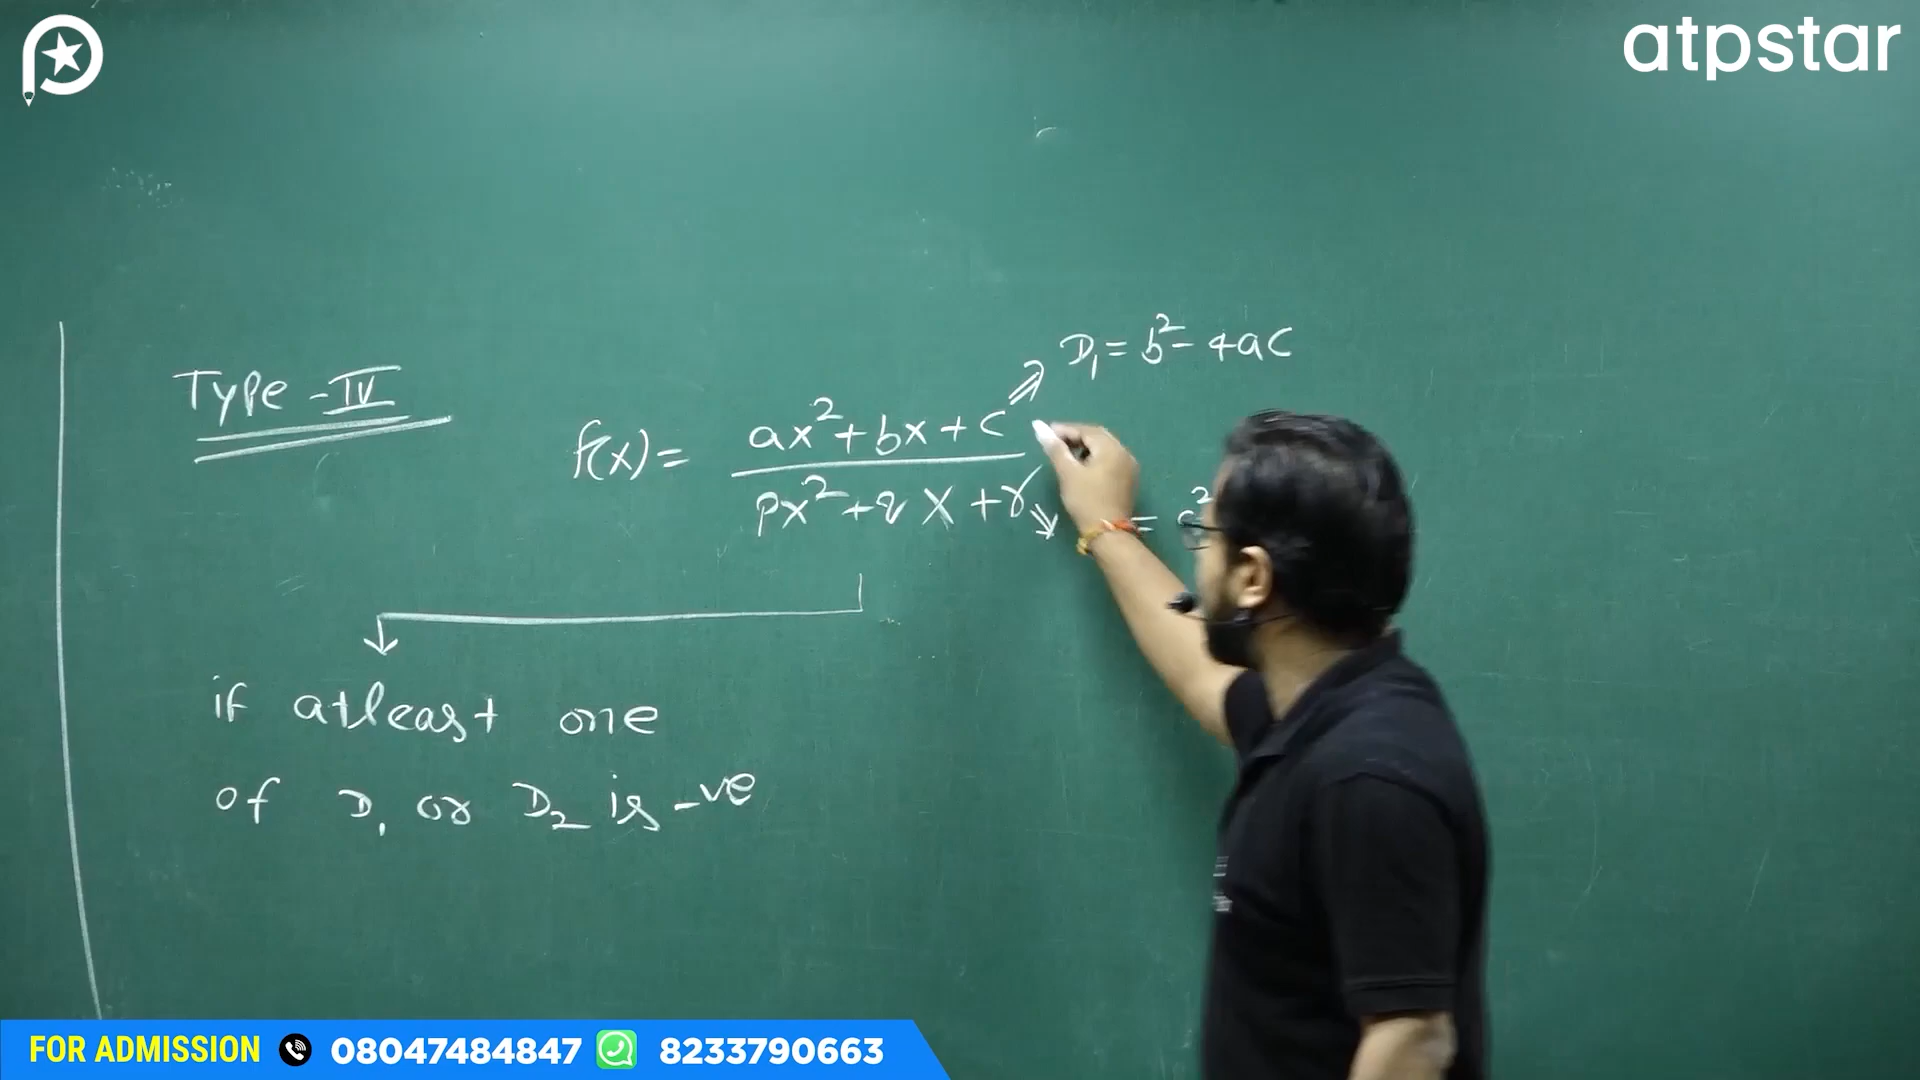 atpstar
Type - IV
D₁ = b² - 4ac
f(x) = (ax² + bx + c) / (px² + qx + r)
=
if atleast one
of D₁ or D₂ is -ve
FOR ADMISSION 08047484847 8233790663